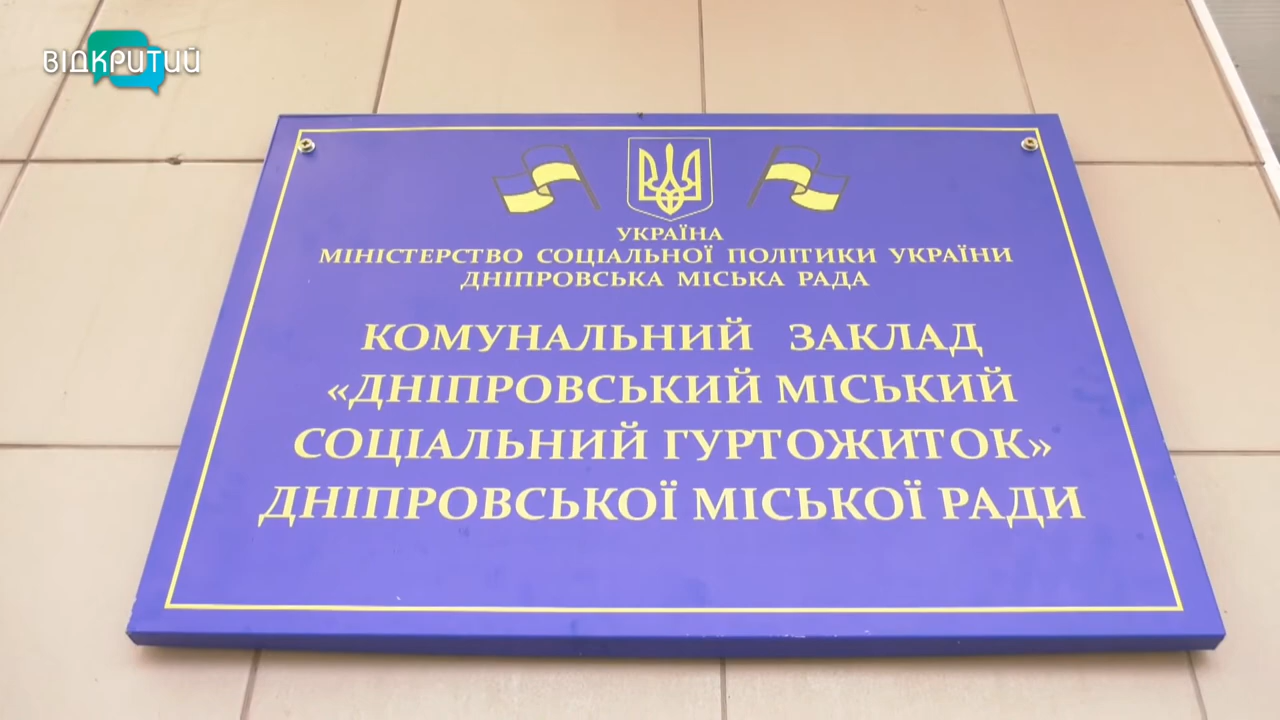 ВІДКРИТИЙ
УКРАЇНА
МІНІСТЕРСТВО СОЦІАЛЬНОЇ ПОЛІТИКИ УКРАЇНИ
ДНІПРОВСЬКА МІСЬКА РАДА
КОМУНАЛЬНИЙ ЗАКЛАД
«ДНІПРОВСЬКИЙ МІСЬКИЙ
СОЦІАЛЬНИЙ ГУРТОЖИТОК»
ДНІПРОВСЬКОЇ МІСЬКОЇ РАДИ